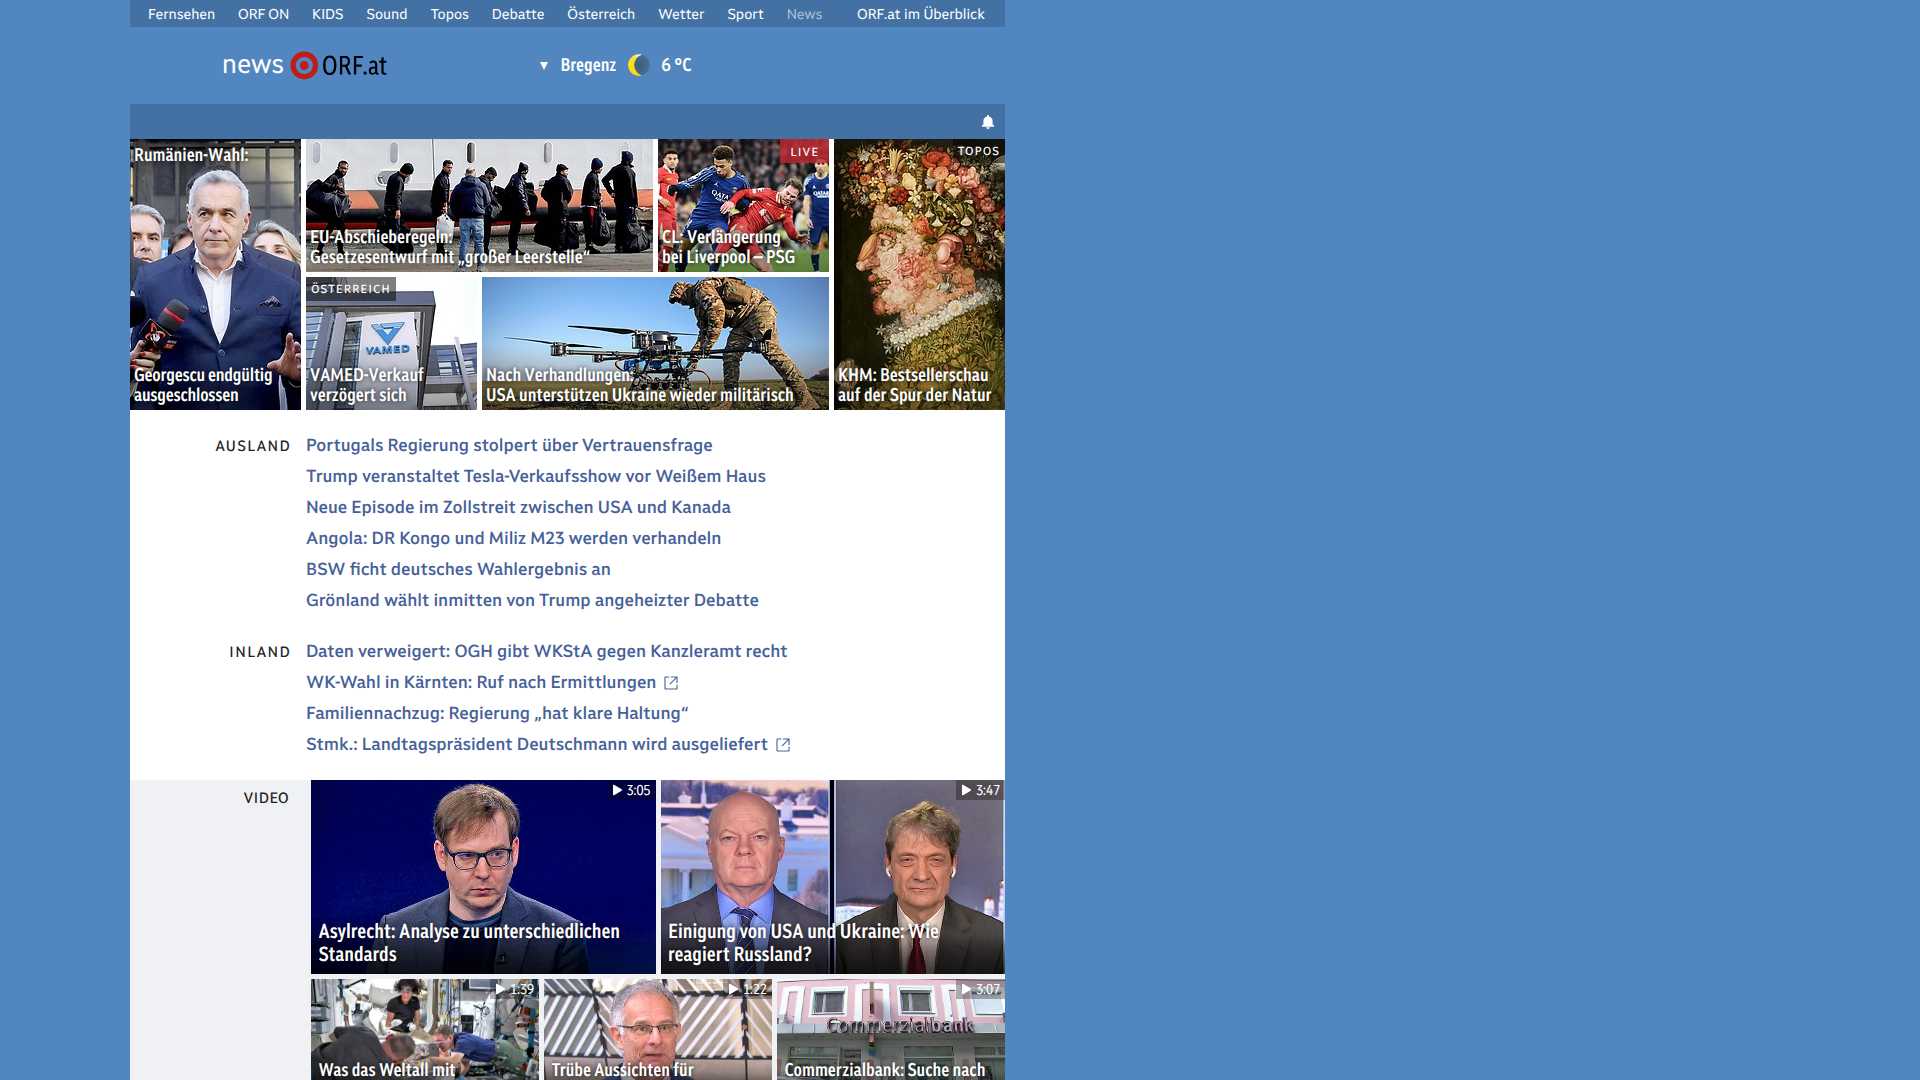 Fernsehen ORF ON KIDS Sound Topos Debatte Österreich Wetter Sport News ORF.at im Überblick
news ORF.at
Bregenz 6 °C
Rumänien-Wahl:
Georgescu endgültig
ausgeschlossen
EU-Abschieberegeln:
Gesetzesentwurf mit „großer Leerstelle“
LIVE
CL: Verlängerung
bei Liverpool – PSG
TOPOS
KHM: Bestsellerschau
auf der Spur der Natur
ÖSTERREICH
VAMED
VAMED-Verkauf
verzögert sich
Nach Verhandlungen:
USA unterstützen Ukraine wieder militärisch
AUSLAND
Portugals Regierung stolpert über Vertrauensfrage
Trump veranstaltet Tesla-Verkaufsshow vor Weißem Haus
Neue Episode im Zollstreit zwischen USA und Kanada
Angola: DR Kongo und Miliz M23 werden verhandeln
BSW ficht deutsches Wahlergebnis an
Grönland wählt inmitten von Trump angeheizter Debatte
INLAND
Daten verweigert: OGH gibt WKStA gegen Kanzleramt recht
WK-Wahl in Kärnten: Ruf nach Ermittlungen
Familiennachzug: Regierung „hat klare Haltung“
Stmk.: Landtagspräsident Deutschmann wird ausgeliefert
VIDEO
3:05
Asylrecht: Analyse zu unterschiedlichen
Standards
3:47
Einigung von USA und Ukraine: Wie
reagiert Russland?
1:39
Was das Weltall mit
1:22
Trübe Aussichten für
3:07
Commerzialbank
Commerzialbank: Suche nach